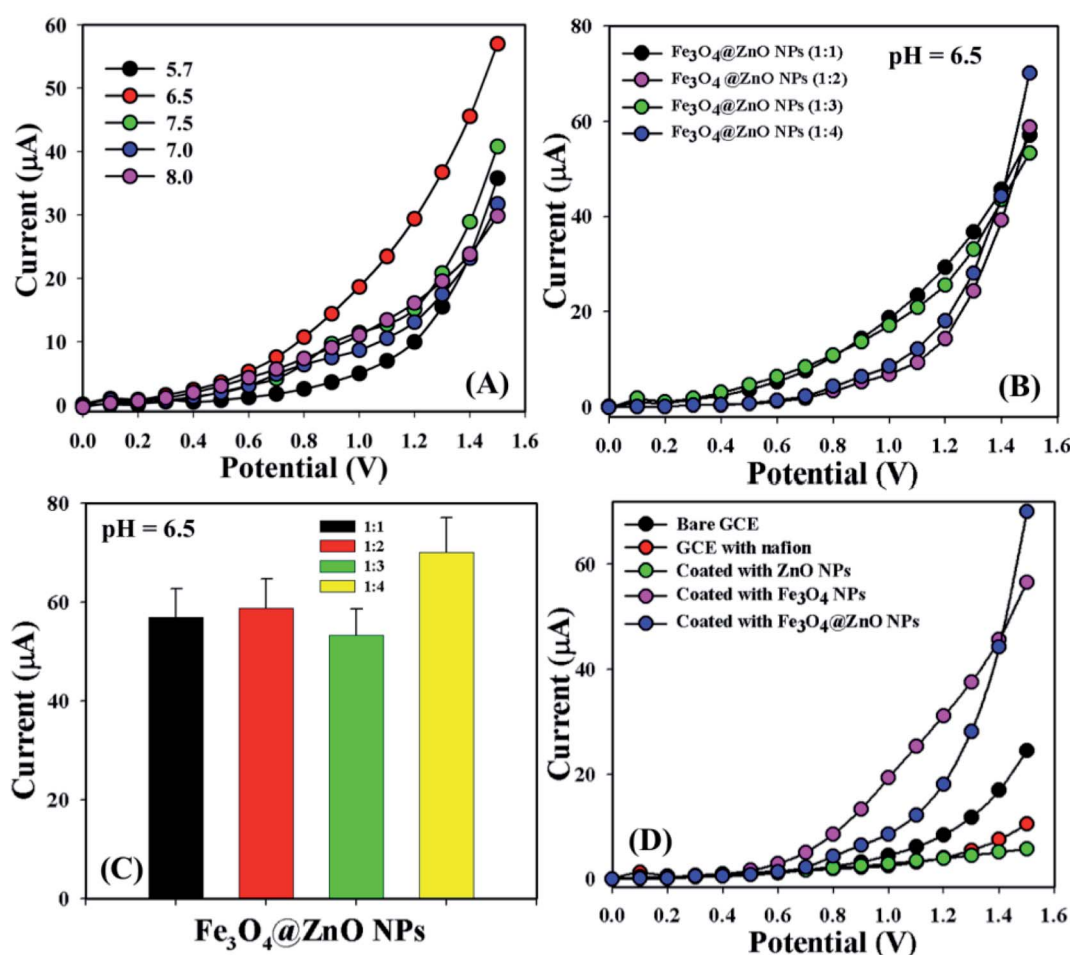 60
50
40
30
20
10
0
Current (µA)
5.7
6.5
7.5
7.0
8.0
(A)
0.0 0.2 0.4 0.6 0.8 1.0 1.2 1.4 1.6
Potential (V)
80
60
40
20
0
Current (µA)
Fe3O4@ZnO NPs (1:1)
Fe3O4 @ZnO NPs (1:2)
Fe3O4@ZnO NPs (1:3)
Fe3O4@ZnO NPs (1:4)
pH = 6.5
(B)
0.0 0.2 0.4 0.6 0.8 1.0 1.2 1.4 1.6
Potential (V)
80
60
40
20
0
Current (µA)
pH = 6.5
1:1
1:2
1:3
1:4
(C)
Fe3O4@ZnO NPs
60
40
20
0
Current (µA)
Bare GCE
GCE with nafion
Coated with ZnO NPs
Coated with Fe3O4 NPs
Coated with Fe3O4@ZnO NPs
(D)
0.0 0.2 0.4 0.6 0.8 1.0 1.2 1.4 1.6
Potential (V)